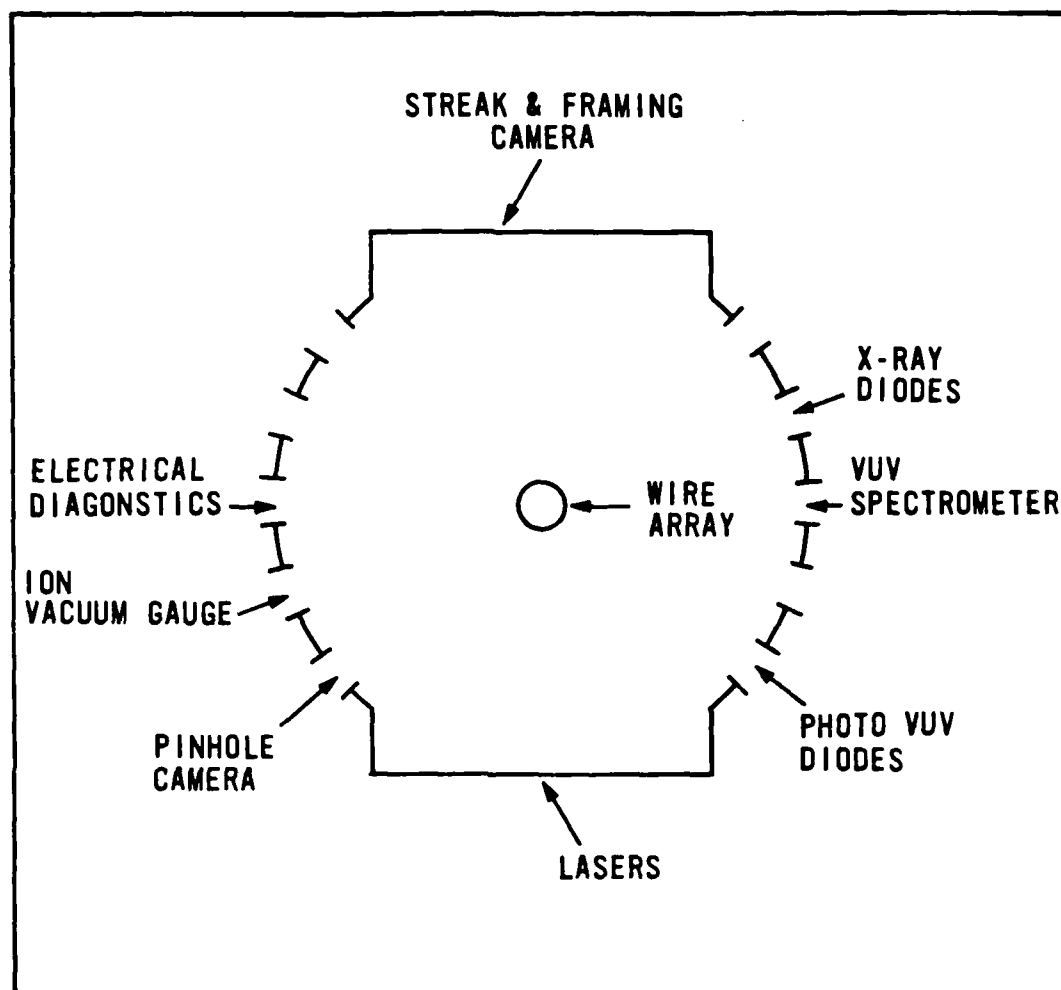 STREAK & FRAMING
CAMERA
X-RAY
DIODES
ELECTRICAL
DIAGONSTICS
WIRE
ARRAY
VUV
SPECTROMETER
ION
VACUUM GAUGE
PINHOLE
CAMERA
PHOTO VUV
DIODES
LASERS